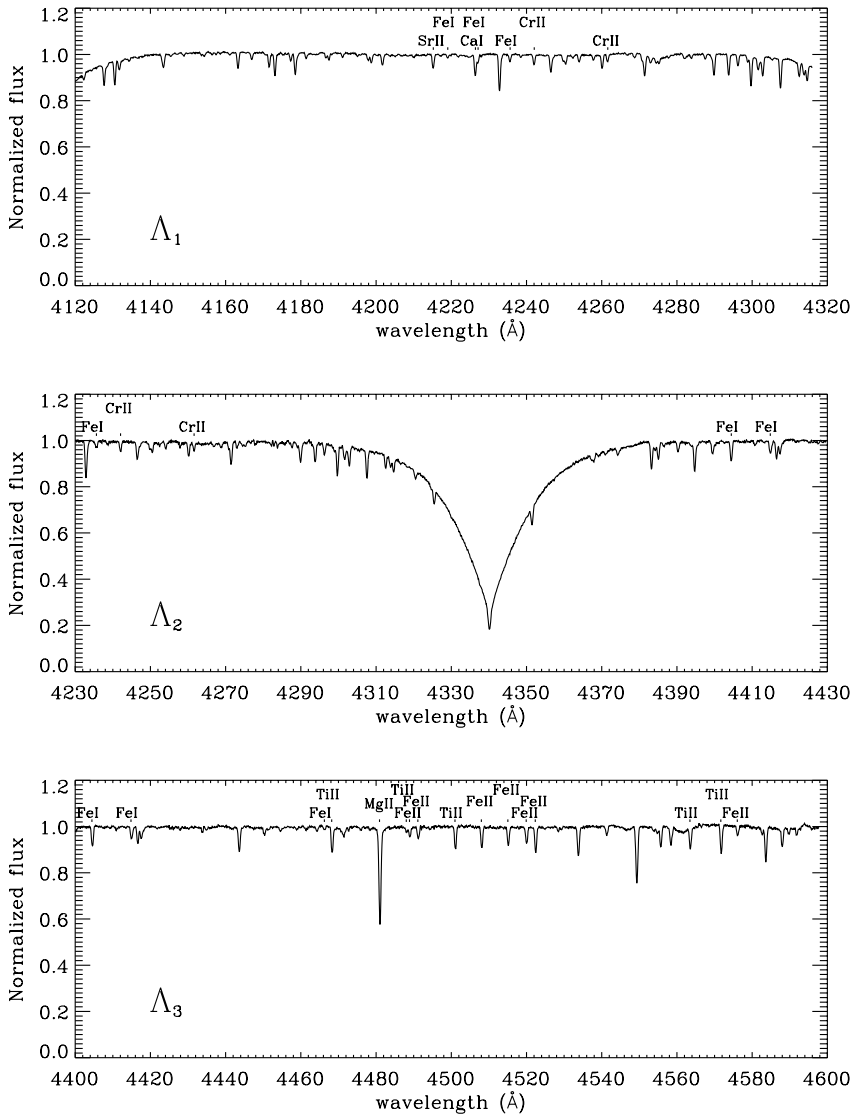 1.2
FeI FeI CrII
SrII CaI FeI CrII
1.0
0.8
0.6
0.4
0.2
0.0
Normalized flux
Λ1
4120 4140 4160 4180 4200 4220 4240 4260 4280 4300 4320
wavelength (Å)
1.2
CrII
FeI CrII FeI FeI
1.0
0.8
0.6
0.4
0.2
0.0
Normalized flux
Λ2
4230 4250 4270 4290 4310 4330 4350 4370 4390 4410 4430
wavelength (Å)
1.2
TiII FeII
TiII TiII
MgII FeII FeII FeII
FeI FeI FeI FeII TiII FeII TiII FeII
1.0
0.8
0.6
0.4
0.2
0.0
Normalized flux
Λ3
4400 4420 4440 4460 4480 4500 4520 4540 4560 4580 4600
wavelength (Å)